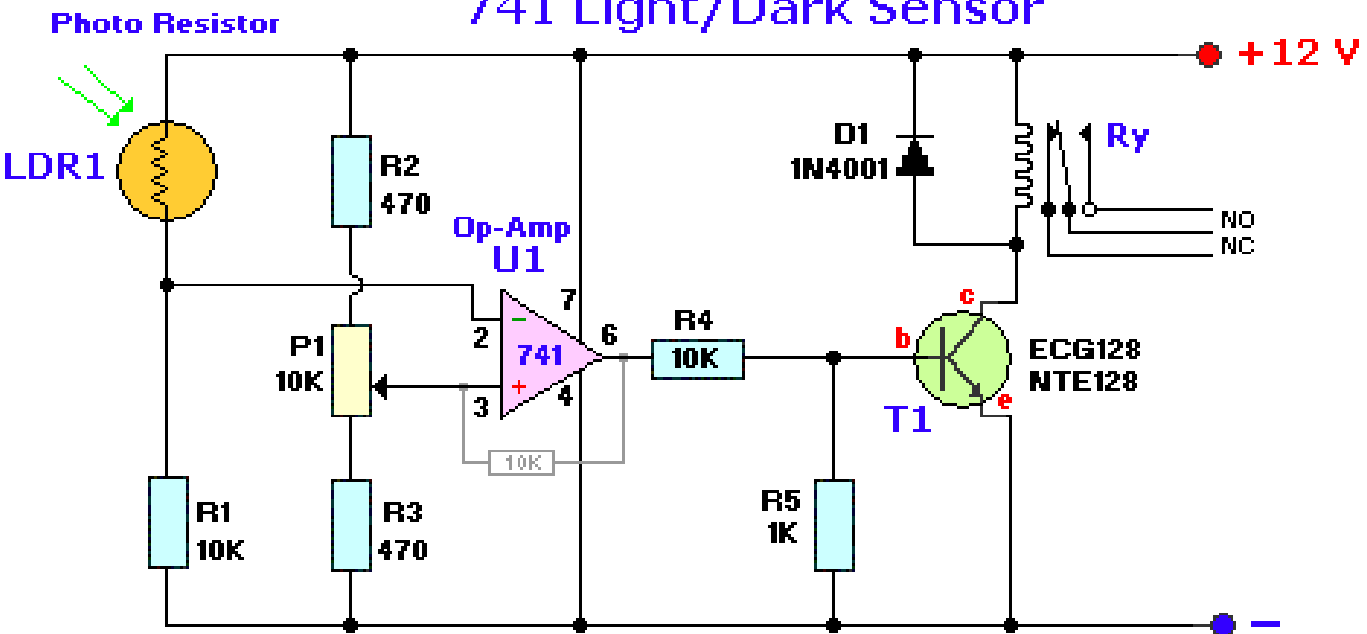 741 Light/Dark Sensor
Photo Resistor
+12 V
LDR1
R2
470
D1
1N4001
Ry
NO
NC
Op-Amp
U1
7
2
6
741
3
4
- 
+
P1
10K
R4
10K
c
b
e
ECG128
NTE128
T1
10K
R1
10K
R3
470
R5
1K
-